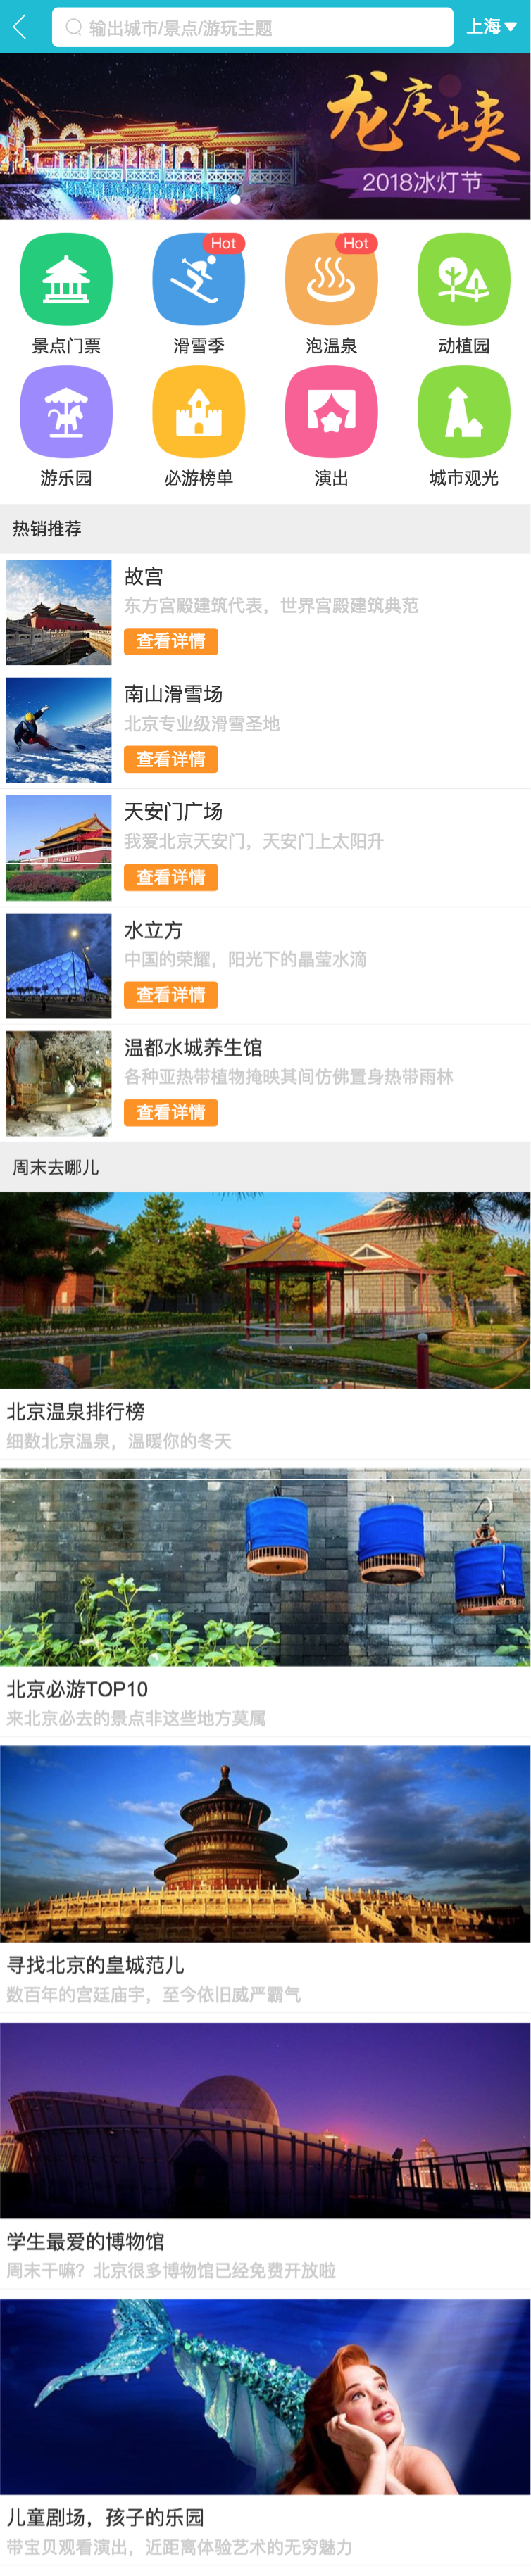 输出城市/景点/游玩主题
上海
龙庆峡
2018冰灯节
Hot
Hot
景点门票
滑雪季
泡温泉
动植园
游乐园
必游榜单
演出
城市观光
热销推荐
故宫
东方宫殿建筑代表，世界宫殿建筑典范
查看详情
南山滑雪场
北京专业级滑雪圣地
查看详情
天安门广场
我爱北京天安门，天安门上太阳升
查看详情
水立方
中国的荣耀，阳光下的晶莹水滴
查看详情
温都水城养生馆
各种亚热带植物掩映其间仿佛置身热带雨林
查看详情
周末去哪儿
北京温泉排行榜
细数北京温泉，温暖你的冬天
北京必游TOP10
来北京必去的景点非这些地方莫属
寻找北京的皇城范儿
数百年的宫廷庙宇，至今依旧威严霸气
学生最爱的博物馆
周末干嘛？北京很多博物馆已经免费开放啦
儿童剧场，孩子的乐园
带宝贝观看演出，近距离体验艺术的无穷魅力